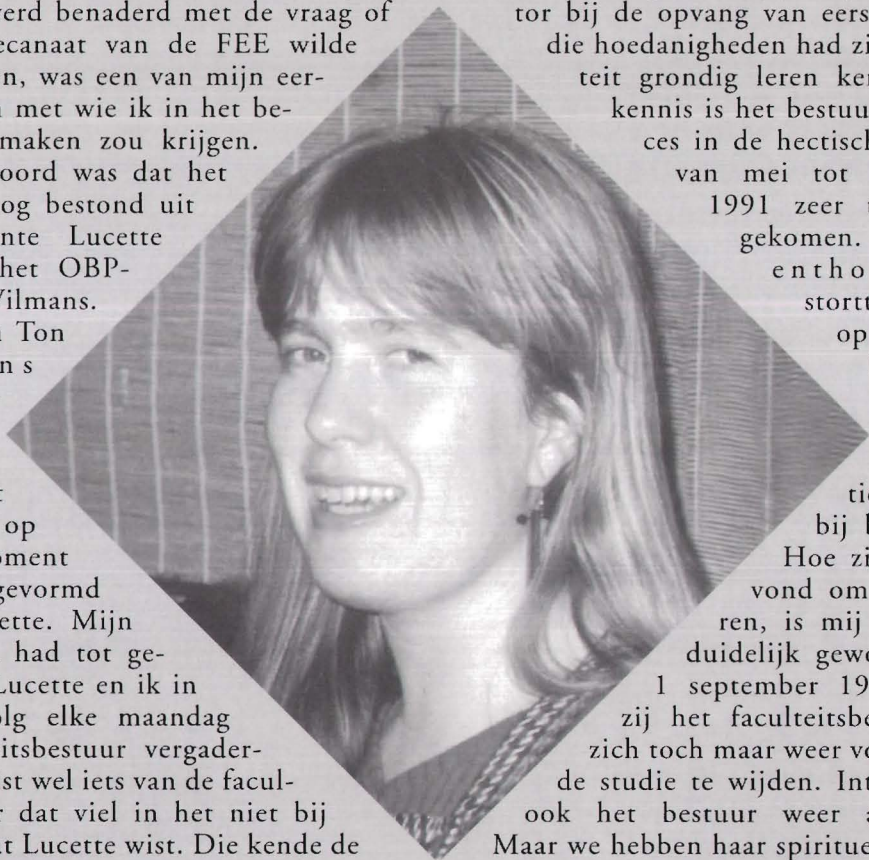 verd benaderd met de vraag of
ecanaat van de FEE wilde
n, was een van mijn eer-
met wie ik in het be-
maken zou krijgen.
oord was dat het
og bestond uit
nte Lucette
het OBP-
ilmans.
Ton
n s
t
op
oment
gevormd
ette. Mijn
had tot ge-
Lucette en ik in
olg elke maandag
itsbestuur vergader-
st wel iets van de facul-
r dat viel in het niet bij
at Lucette wist. Die kende de
tor bij de opvang van eers
die hoedanigheden had zi
teit grondig leren ker
kennis is het bestuu
ces in de hectisch
van mei tot
1991 zeer
gekomen.
entho
stortt
op
tie
bij
Hoe zi
vond om
ren, is mij
duidelijk gewo
1 september 19
zij het faculteitsbe
zich toch maar weer vo
de studie te wijden. Int
ook het bestuur weer a
Maar we hebben haar spiritue